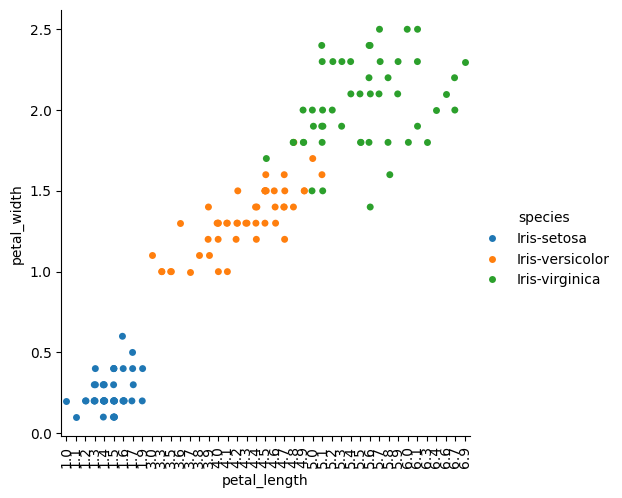 2.5
2.0
1.5
1.0
0.5
0.0
petal_width
1.0 1.1 1.2 1.3 1.4 1.5 1.6 1.7 1.9 3.0 3.3 3.5 3.6 3.7 3.8 3.9 4.0 4.1 4.2 4.3 4.4 4.5 4.6 4.7 4.8 4.9 5.0 5.1 5.2 5.3 5.4 5.5 5.6 5.7 5.8 5.9 6.0 6.1 6.3 6.4 6.6 6.7 6.9
petal_length
species
Iris-setosa
Iris-versicolor
Iris-virginica